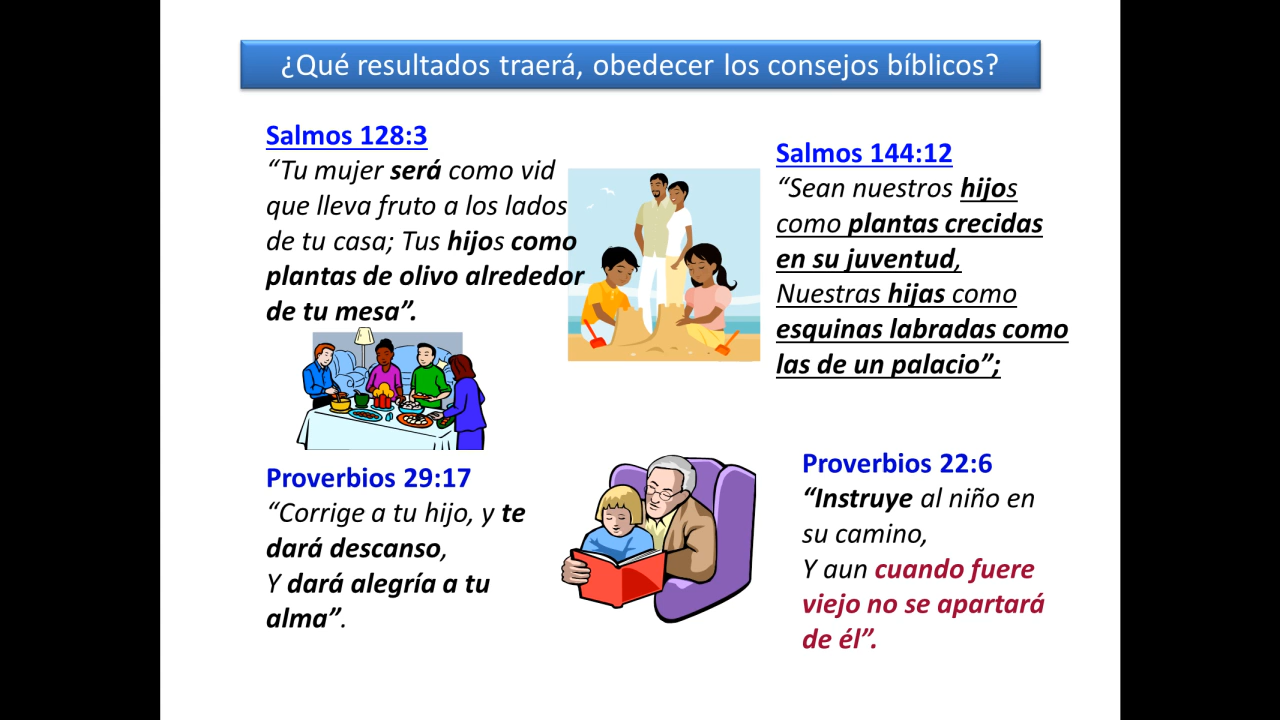 ¿Qué resultados traerá, obedecer los consejos bíblicos?
Salmos 128:3
“Tu mujer será como vid
que lleva fruto a los lados
de tu casa; Tus hijos como
plantas de olivo alrededor
de tu mesa”.
Salmos 144:12
“Sean nuestros hijos
como plantas crecidas
en su juventud,
Nuestras hijas como
esquinas labradas como
las de un palacio”;
Proverbios 29:17
“Corrige a tu hijo, y te
dará descanso,
Y dará alegría a tu
alma”.
Proverbios 22:6
“Instruye al niño en
su camino,
Y aun cuando fuere
viejo no se apartará
de él”.